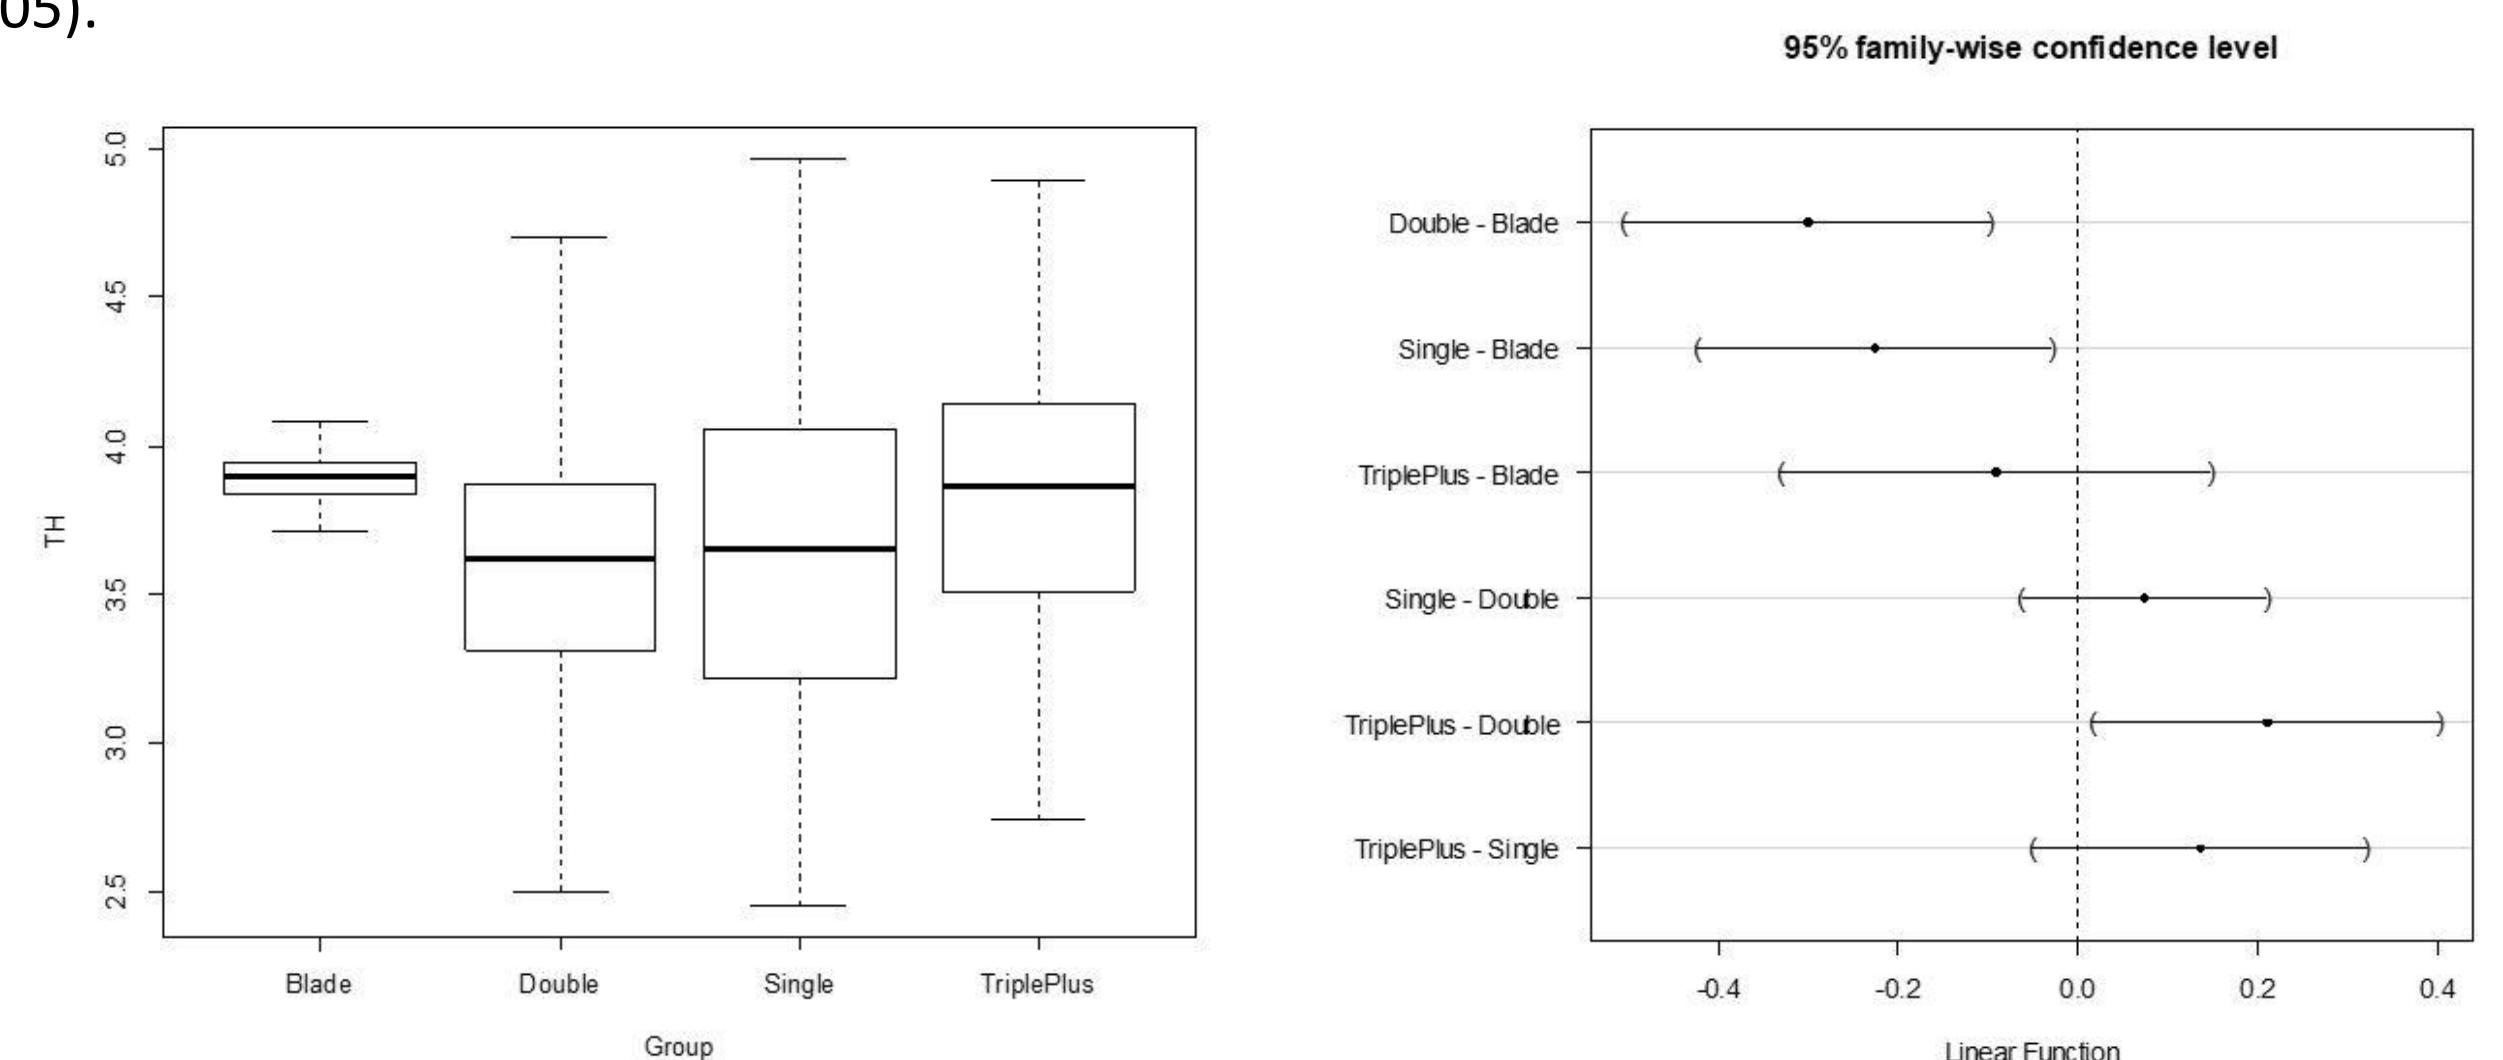 05).
95% family-wise confidence level
5.0
4.5
4.0
3.5
3.0
2.5
TH
Blade
Double
Single
TriplePlus
Group
Double - Blade
Single - Blade
TriplePlus - Blade
Single - Double
TriplePlus - Double
TriplePlus - Single
-0.4
-0.2
0.0
0.2
0.4
Linear Function